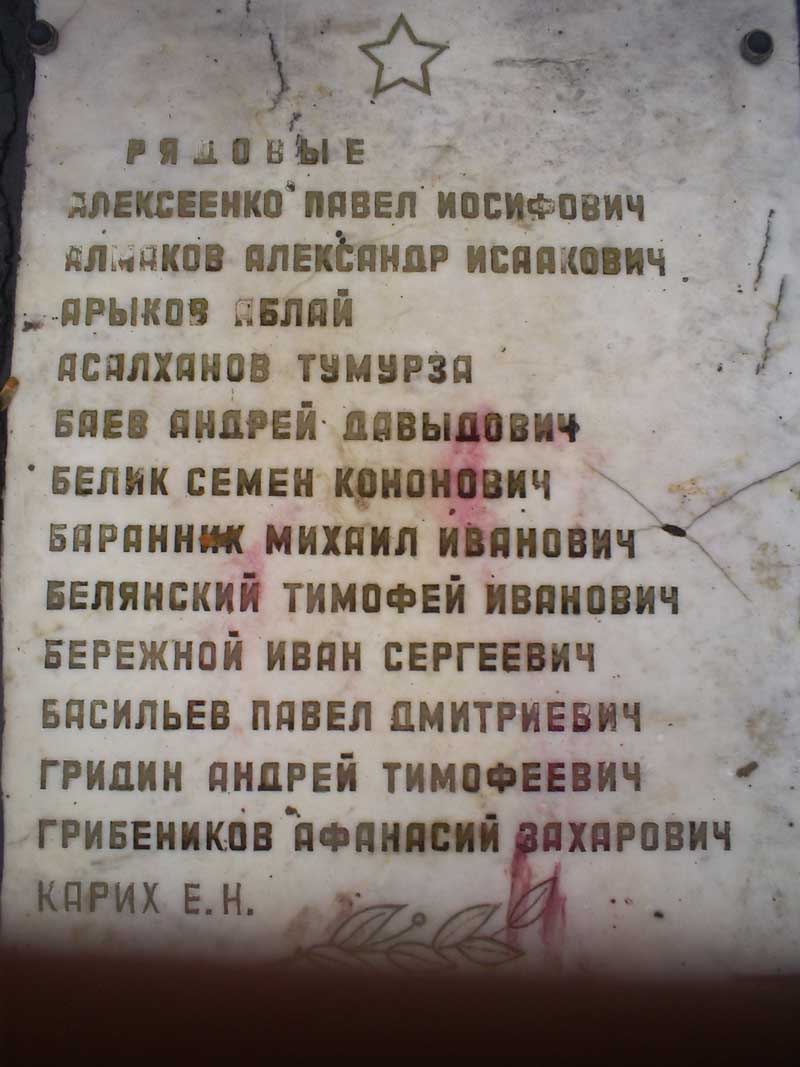 РЯДОВЫЕ
АЛЕКСЕЕНКО ПАВЕЛ ИОСИФОВИЧ
АЛМАКОВ АЛЕКСАНДР ИСААКОВИЧ
АРЫКОВ АБЛАЙ
АСАЛХАНОВ ТУМУРЗА
БАЕВ АНДРЕЙ ДАВЫДОВИЧ
БЕЛИК СЕМЕН КОНОНОВИЧ
БАРАННИК МИХАИЛ ИВАНОВИЧ
БЕЛЯНСКИЙ ТИМОФЕЙ ИВАНОВИЧ
БЕРЕЖНОЙ ИВАН СЕРГЕЕВИЧ
БАСИЛЬЕВ ПАВЕЛ ДМИТРИЕВИЧ
ГРИДИН АНДРЕЙ ТИМОФЕЕВИЧ
ГРИБЕНИКОВ АФАНАСИЙ ЗАХАРОВИЧ
КАРИХ Е.Н.